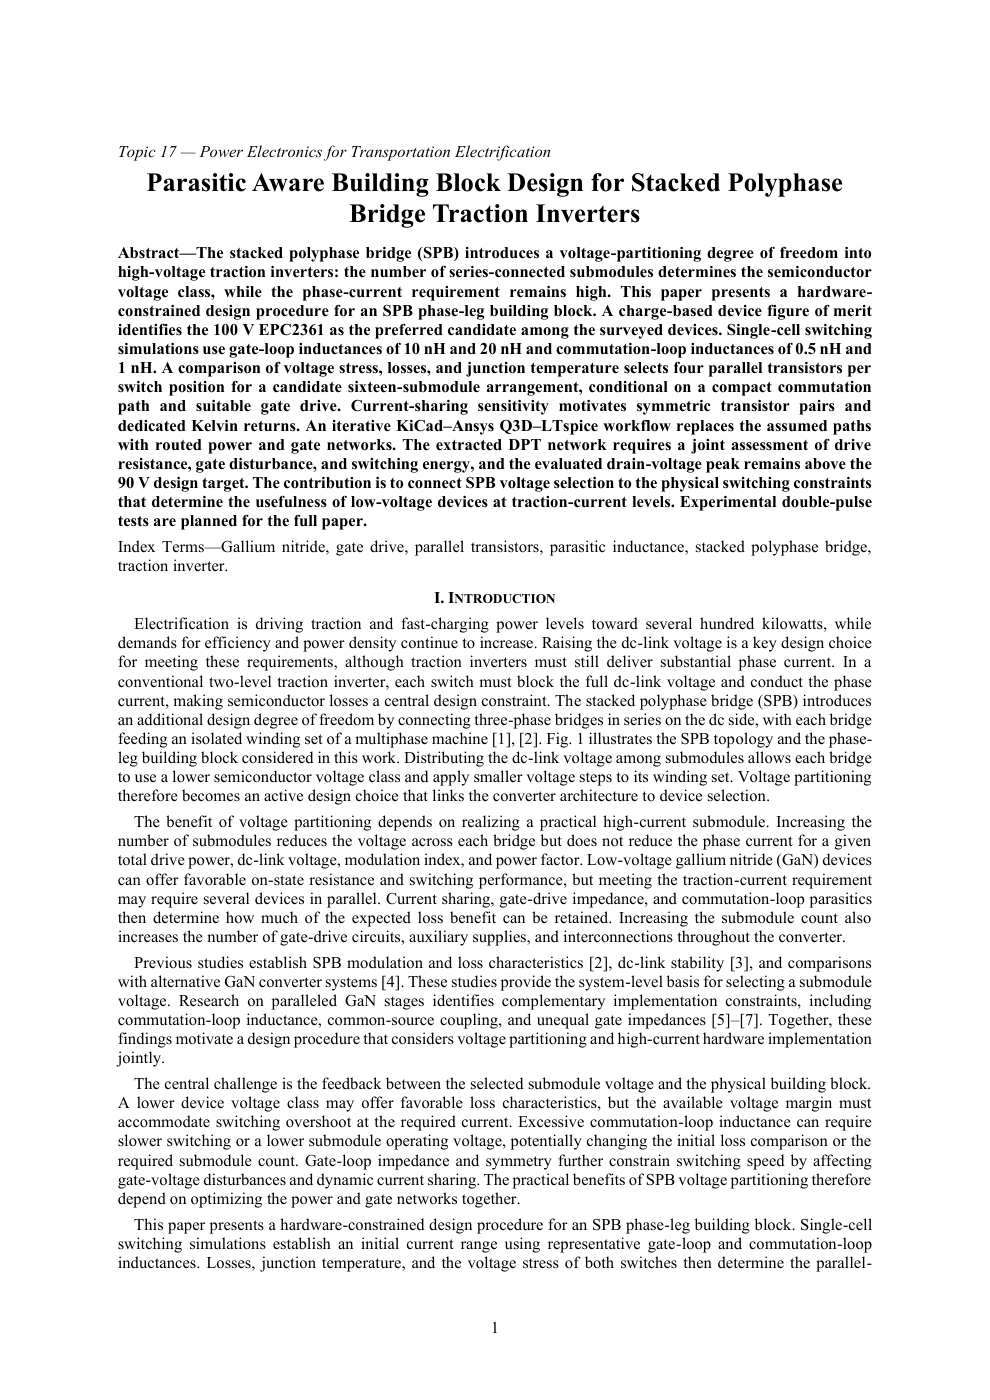 Topic 17 — Power Electronics for Transportation Electrification
Parasitic Aware Building Block Design for Stacked Polyphase
Bridge Traction Inverters
Abstract—The stacked polyphase bridge (SPB) introduces a voltage-partitioning degree of freedom into
high-voltage traction inverters: the number of series-connected submodules determines the semiconductor
voltage class, while the phase-current requirement remains high. This paper presents a hardware-
constrained design procedure for an SPB phase-leg building block. A charge-based device figure of merit
identifies the 100 V EPC2361 as the preferred candidate among the surveyed devices. Single-cell switching
simulations use gate-loop inductances of 10 nH and 20 nH and commutation-loop inductances of 0.5 nH and
1 nH. A comparison of voltage stress, losses, and junction temperature selects four parallel transistors per
switch position for a candidate sixteen-submodule arrangement, conditional on a compact commutation
path and suitable gate drive. Current-sharing sensitivity motivates symmetric transistor pairs and
dedicated Kelvin returns. An iterative KiCad–Ansys Q3D–LTspice workflow replaces the assumed paths
with routed power and gate networks. The extracted DPT network requires a joint assessment of drive
resistance, gate disturbance, and switching energy, and the evaluated drain-voltage peak remains above the
90 V design target. The contribution is to connect SPB voltage selection to the physical switching constraints
that determine the usefulness of low-voltage devices at traction-current levels. Experimental double-pulse
tests are planned for the full paper.
Index Terms—Gallium nitride, gate drive, parallel transistors, parasitic inductance, stacked polyphase bridge,
traction inverter.
I. INTRODUCTION
Electrification is driving traction and fast-charging power levels toward several hundred kilowatts, while
demands for efficiency and power density continue to increase. Raising the dc-link voltage is a key design choice
for meeting these requirements, although traction inverters must still deliver substantial phase current. In a
conventional two-level traction inverter, each switch must block the full dc-link voltage and conduct the phase
current, making semiconductor losses a central design constraint. The stacked polyphase bridge (SPB) introduces
an additional design degree of freedom by connecting three-phase bridges in series on the dc side, with each bridge
feeding an isolated winding set of a multiphase machine [1], [2]. Fig. 1 illustrates the SPB topology and the phase-
leg building block considered in this work. Distributing the dc-link voltage among submodules allows each bridge
to use a lower semiconductor voltage class and apply smaller voltage steps to its winding set. Voltage partitioning
therefore becomes an active design choice that links the converter architecture to device selection.
The benefit of voltage partitioning depends on realizing a practical high-current submodule. Increasing the
number of submodules reduces the voltage across each bridge but does not reduce the phase current for a given
total drive power, dc-link voltage, modulation index, and power factor. Low-voltage gallium nitride (GaN) devices
can offer favorable on-state resistance and switching performance, but meeting the traction-current requirement
may require several devices in parallel. Current sharing, gate-drive impedance, and commutation-loop parasitics
then determine how much of the expected loss benefit can be retained. Increasing the submodule count also
increases the number of gate-drive circuits, auxiliary supplies, and interconnections throughout the converter.
Previous studies establish SPB modulation and loss characteristics [2], dc-link stability [3], and comparisons
with alternative GaN converter systems [4]. These studies provide the system-level basis for selecting a submodule
voltage. Research on paralleled GaN stages identifies complementary implementation constraints, including
commutation-loop inductance, common-source coupling, and unequal gate impedances [5]–[7]. Together, these
findings motivate a design procedure that considers voltage partitioning and high-current hardware implementation
jointly.
The central challenge is the feedback between the selected submodule voltage and the physical building block.
A lower device voltage class may offer favorable loss characteristics, but the available voltage margin must
accommodate switching overshoot at the required current. Excessive commutation-loop inductance can require
slower switching or a lower submodule operating voltage, potentially changing the initial loss comparison or the
required submodule count. Gate-loop impedance and symmetry further constrain switching speed by affecting
gate-voltage disturbances and dynamic current sharing. The practical benefits of SPB voltage partitioning therefore
depend on optimizing the power and gate networks together.
This paper presents a hardware-constrained design procedure for an SPB phase-leg building block. Single-cell
switching simulations establish an initial current range using representative gate-loop and commutation-loop
inductances. Losses, junction temperature, and the voltage stress of both switches then determine the parallel-
1